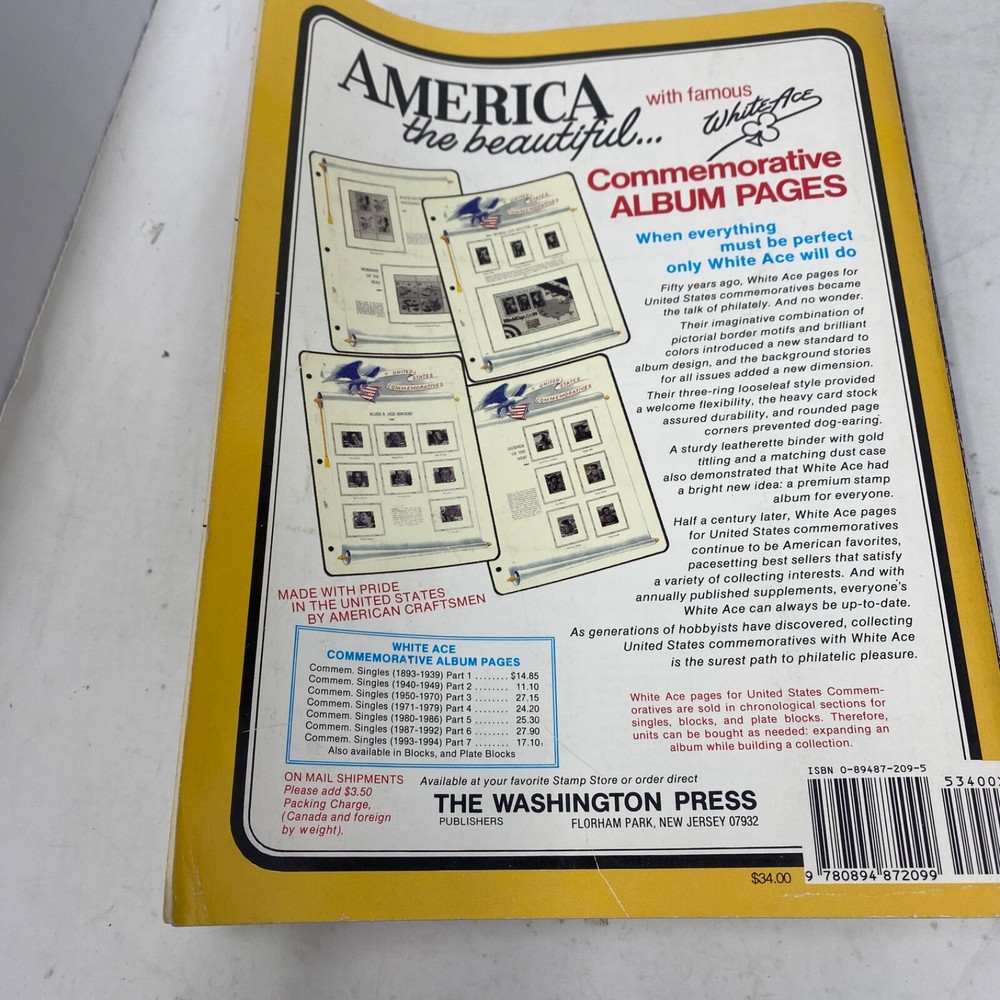 AMERICA
the beautiful...
with famous
White Ace
Commemorative
ALBUM PAGES
When everything
must be perfect
only White Ace will do
Fifty years ago, White Ace pages for
United States commemoratives became
the talk of philately. And no wonder.
Their imaginative combination of
pictorial border motifs and brilliant
colors introduced a new standard to
album design, and the background stories
for all issues added a new dimension.
Their three-ring looseleaf style provided
a welcome flexibility, the heavy card stock
assured durability, and rounded page
corners prevented dog-earing.
A sturdy leatherette binder with gold
titling and a matching dust case
also demonstrated that White Ace had
a bright new idea: a premium stamp
album for everyone.
Half a century later, White Ace pages
for United States commemoratives
continue to be American favorites,
pacesetting best sellers that satisfy
a variety of collecting interests. And with
annually published supplements, everyone's
White Ace can always be up-to-date.
As generations of hobbyists have discovered, collecting
United States commemoratives with White Ace
is the surest path to philatelic pleasure.
UNITED STATES
COMMEMORATIVES
UNITED STATES
COMMEMORATIVES
BLUES & JAZZ SINGERS
UNITED STATES
COMMEMORATIVES
MADE WITH PRIDE
IN THE UNITED STATES
BY AMERICAN CRAFTSMEN
WHITE ACE
COMMEMORATIVE ALBUM PAGES
Commem. Singles (1893-1939) Part 1 ........ $14.85
Commem. Singles (1940-1949) Part 2 ........ 11.10
Commem. Singles (1950-1970) Part 3 ........ 27.15
Commem. Singles (1971-1979) Part 4 ........ 24.20
Commem. Singles (1980-1986) Part 5 ........ 25.30
Commem. Singles (1987-1992) Part 6 ........ 27.90
Commem. Singles (1993-1994) Part 7 ........ 17.10
Also available in Blocks, and Plate Blocks
White Ace pages for United States Commem-
oratives are sold in chronological sections for
singles, blocks, and plate blocks. Therefore,
units can be bought as needed: expanding an
album while building a collection.
ON MAIL SHIPMENTS
Please add $3.50
Packing Charge,
(Canada and foreign
by weight).
Available at your favorite Stamp Store or order direct
THE WASHINGTON PRESS
PUBLISHERS FLORHAM PARK, NEW JERSEY 07932
ISBN 0-89487-209-5
53400
$34.00
9 780894 872099